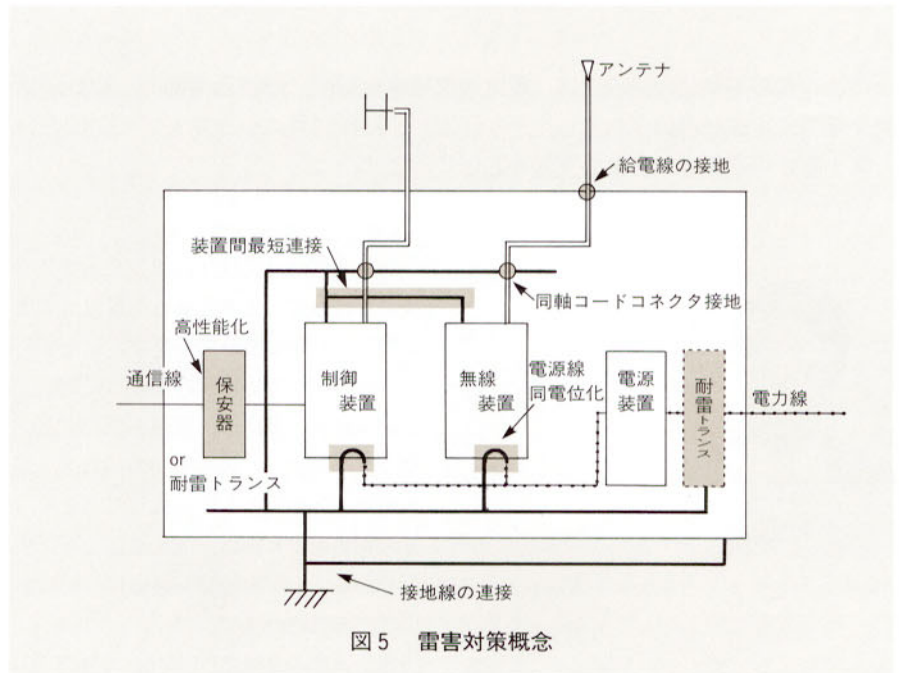 アンテナ
給電線の接地
装置間最短連接
同軸コードコネクタ接地
高性能化
通信線
保安器
制御
装置
無線
装置
電源線
同電位化
電源
装置
耐雷トランス
電力線
or
耐雷トランス
接地線の連接
図5 雷害対策概念